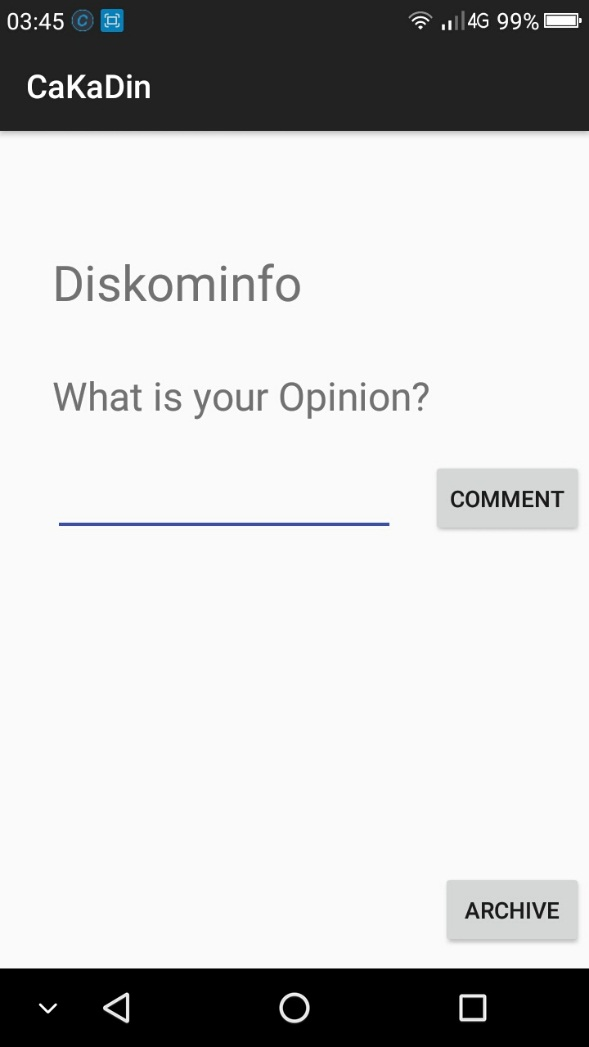 03:45 4G 99%
CaKaDin
Diskominfo
What is your Opinion?
COMMENT
ARCHIVE